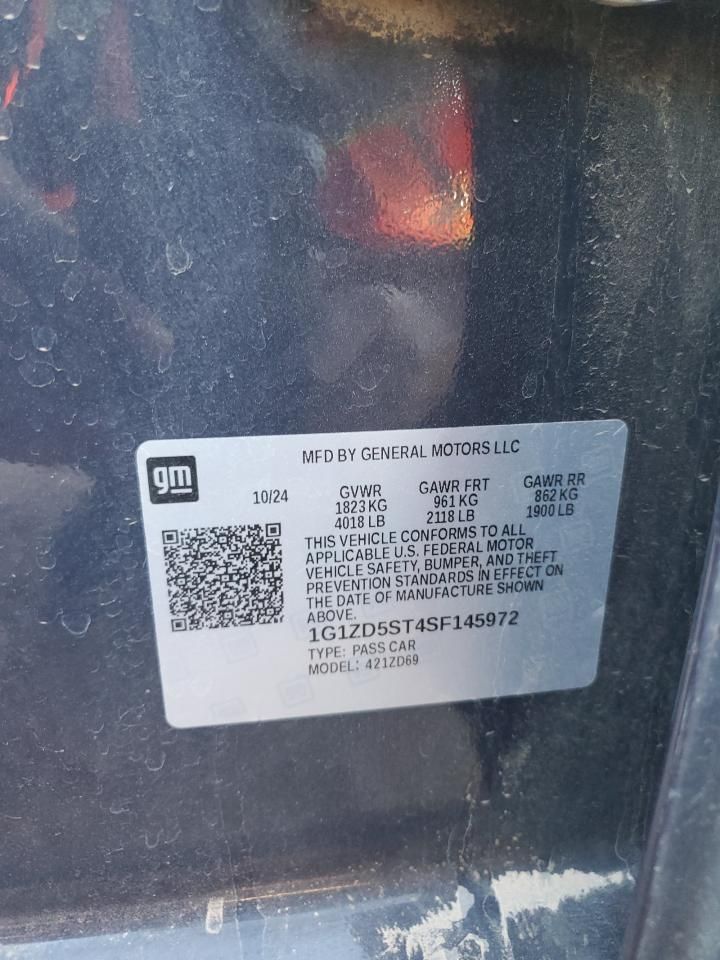 MFD BY GENERAL MOTORS LLC
gm
10/24
GVWR
1823 KG
4018 LB
GAWR FRT
961 KG
2118 LB
GAWR RR
862 KG
1900 LB
THIS VEHICLE CONFORMS TO ALL
APPLICABLE U.S. FEDERAL MOTOR
VEHICLE SAFETY, BUMPER, AND THEFT
PREVENTION STANDARDS IN EFFECT ON
THE DATE OF MANUFACTURE SHOWN
ABOVE.
1G1ZD5ST4SF145972
TYPE: PASS CAR
MODEL: 421ZD69